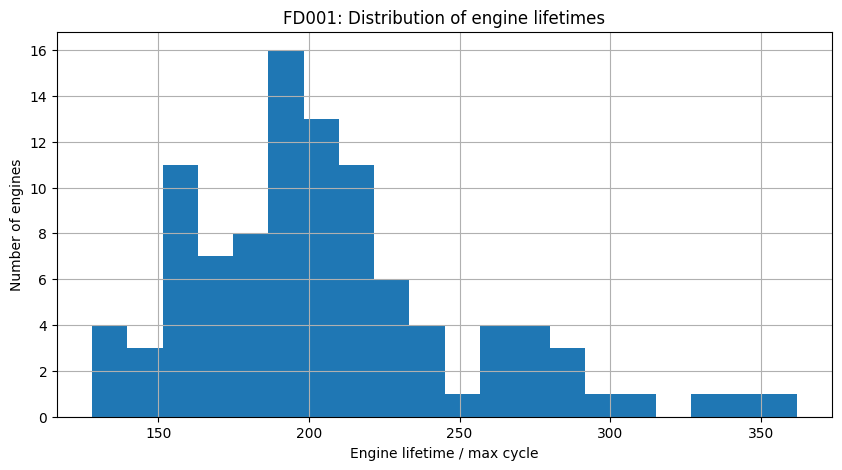 FD001: Distribution of engine lifetimes
Number of engines
16
14
12
10
8
6
4
2
0
150 200 250 300 350
Engine lifetime / max cycle